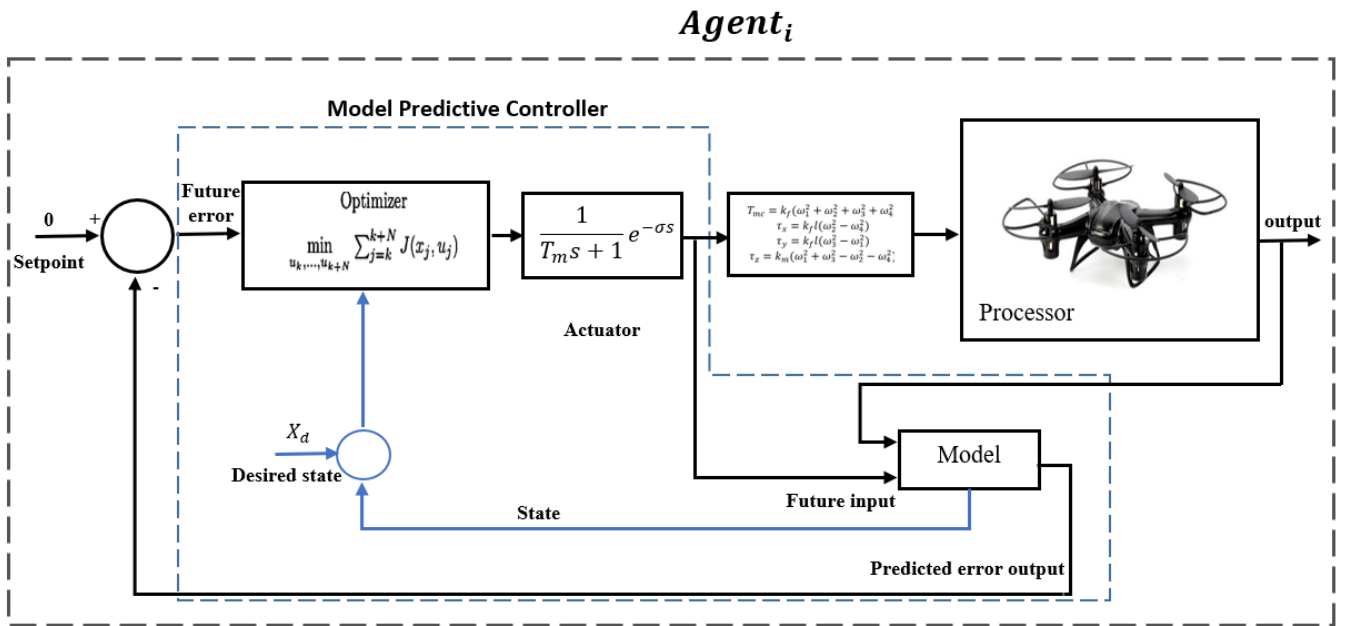 Agent_i
Model Predictive Controller
Future
error
0
+
Setpoint
-
Optimizer
min_{u_k,...,u_{k+N}} ∑_{j=k}^{k+N} J(x_j, u_j)
1/(T_m s + 1) e^{-σs}
Actuator
T_{mc} = k_f(ω_1^2 + ω_2^2 + ω_3^2 + ω_4^2
τ_x = k_f l(ω_2^2 − ω_4^2)
τ_y = k_f l(ω_3^2 − ω_1^2)
τ_z = k_m(ω_1^2 + ω_3^2 − ω_2^2 − ω_4^2)
Processor
output
X_d
Desired state
Model
Future input
State
Predicted error output